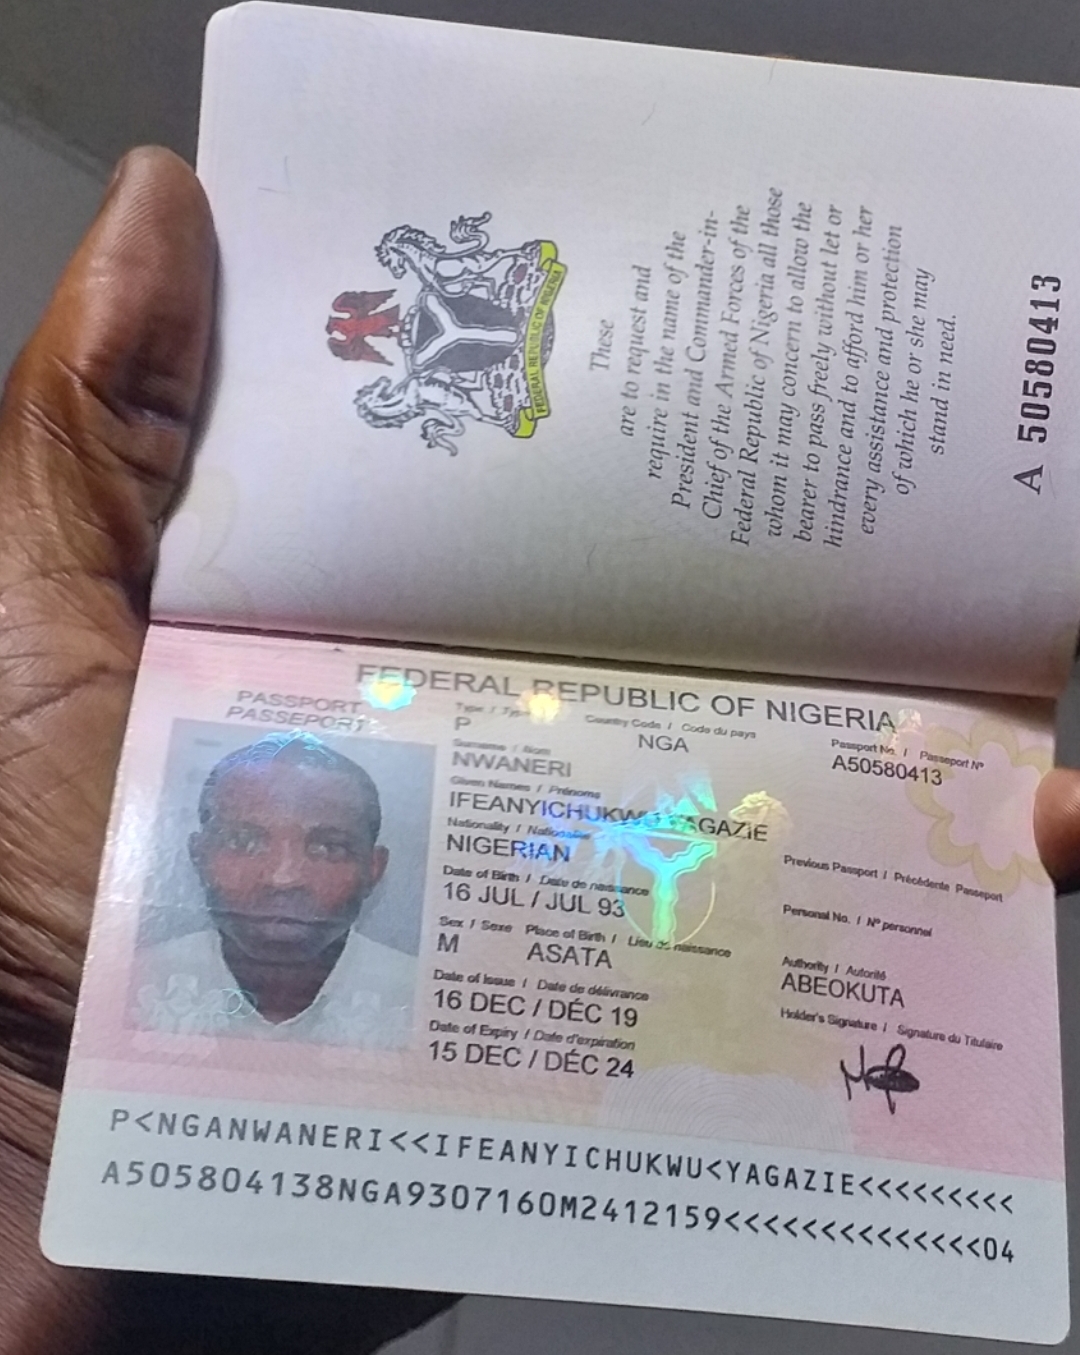 FEDERAL REPUBLIC OF NIGERIA
These
are to request and
require in the name of the
President and Commander-in-
Chief of the Armed Forces of the
Federal Republic of Nigeria all those
whom it may concern to allow the
bearer to pass freely without let or
hindrance and to afford him or her
every assistance and protection
of which he or she may
stand in need.
A 50580413
FEDERAL REPUBLIC OF NIGERIA
PASSPORT
PASSEPORT
Type /
Country Code / Code du pays
Passport No. / Passeport Nº
P
NGA
A50580413
Surname / Nom
NWANERI
Given Names / Prénoms
IFEANYICHUKWU YAGAZIE
Nationality / Nationalité
NIGERIAN
Previous Passport / Précédente Passeport
Date of Birth / Date de naissance
16 JUL / JUL 93
Personal No. / Nº personnel
Sex / Sexe Place of Birth / Lieu de naissance
M ASATA
Authority / Autorité
ABEOKUTA
Date of Issue / Date de délivrance
16 DEC / DÉC 19
Holder's Signature / Signature du Titulaire
Date of Expiry / Date d'expiration
15 DEC / DÉC 24
P<NGANWANERI<<IFEANYICHUKWU<YAGAZIE<<<<<<<<<
A505804138NGA9307160M2412159<<<<<<<<<<<<<<04